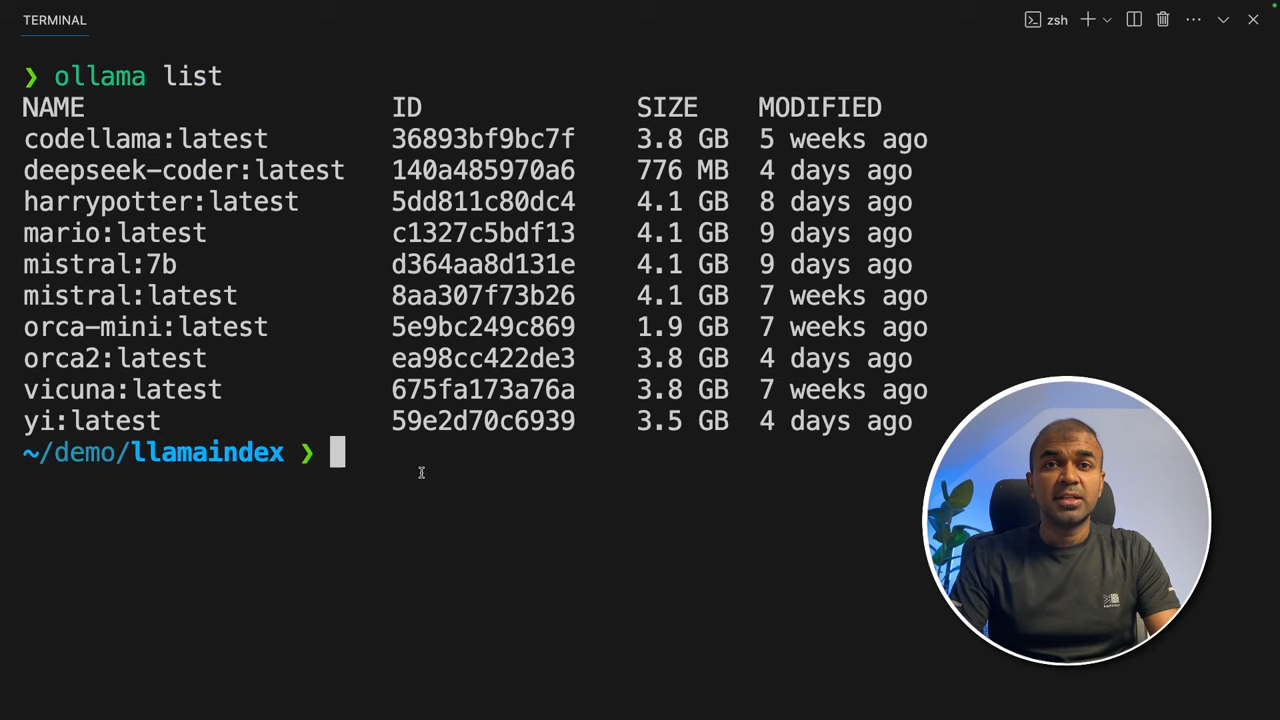 TERMINAL
zsh
❯ ollama list
NAME ID SIZE MODIFIED
codellama:latest 36893bf9bc7f 3.8 GB 5 weeks ago
deepseek-coder:latest 140a485970a6 776 MB 4 days ago
harrypotter:latest 5dd811c80dc4 4.1 GB 8 days ago
mario:latest c1327c5bdf13 4.1 GB 9 days ago
mistral:7b d364aa8d131e 4.1 GB 9 days ago
mistral:latest 8aa307f73b26 4.1 GB 7 weeks ago
orca-mini:latest 5e9bc249c869 1.9 GB 7 weeks ago
orca2:latest ea98cc422de3 3.8 GB 4 days ago
vicuna:latest 675fa173a76a 3.8 GB 7 weeks ago
yi:latest 59e2d70c6939 3.5 GB 4 days ago
~/demo/llamaindex ❯